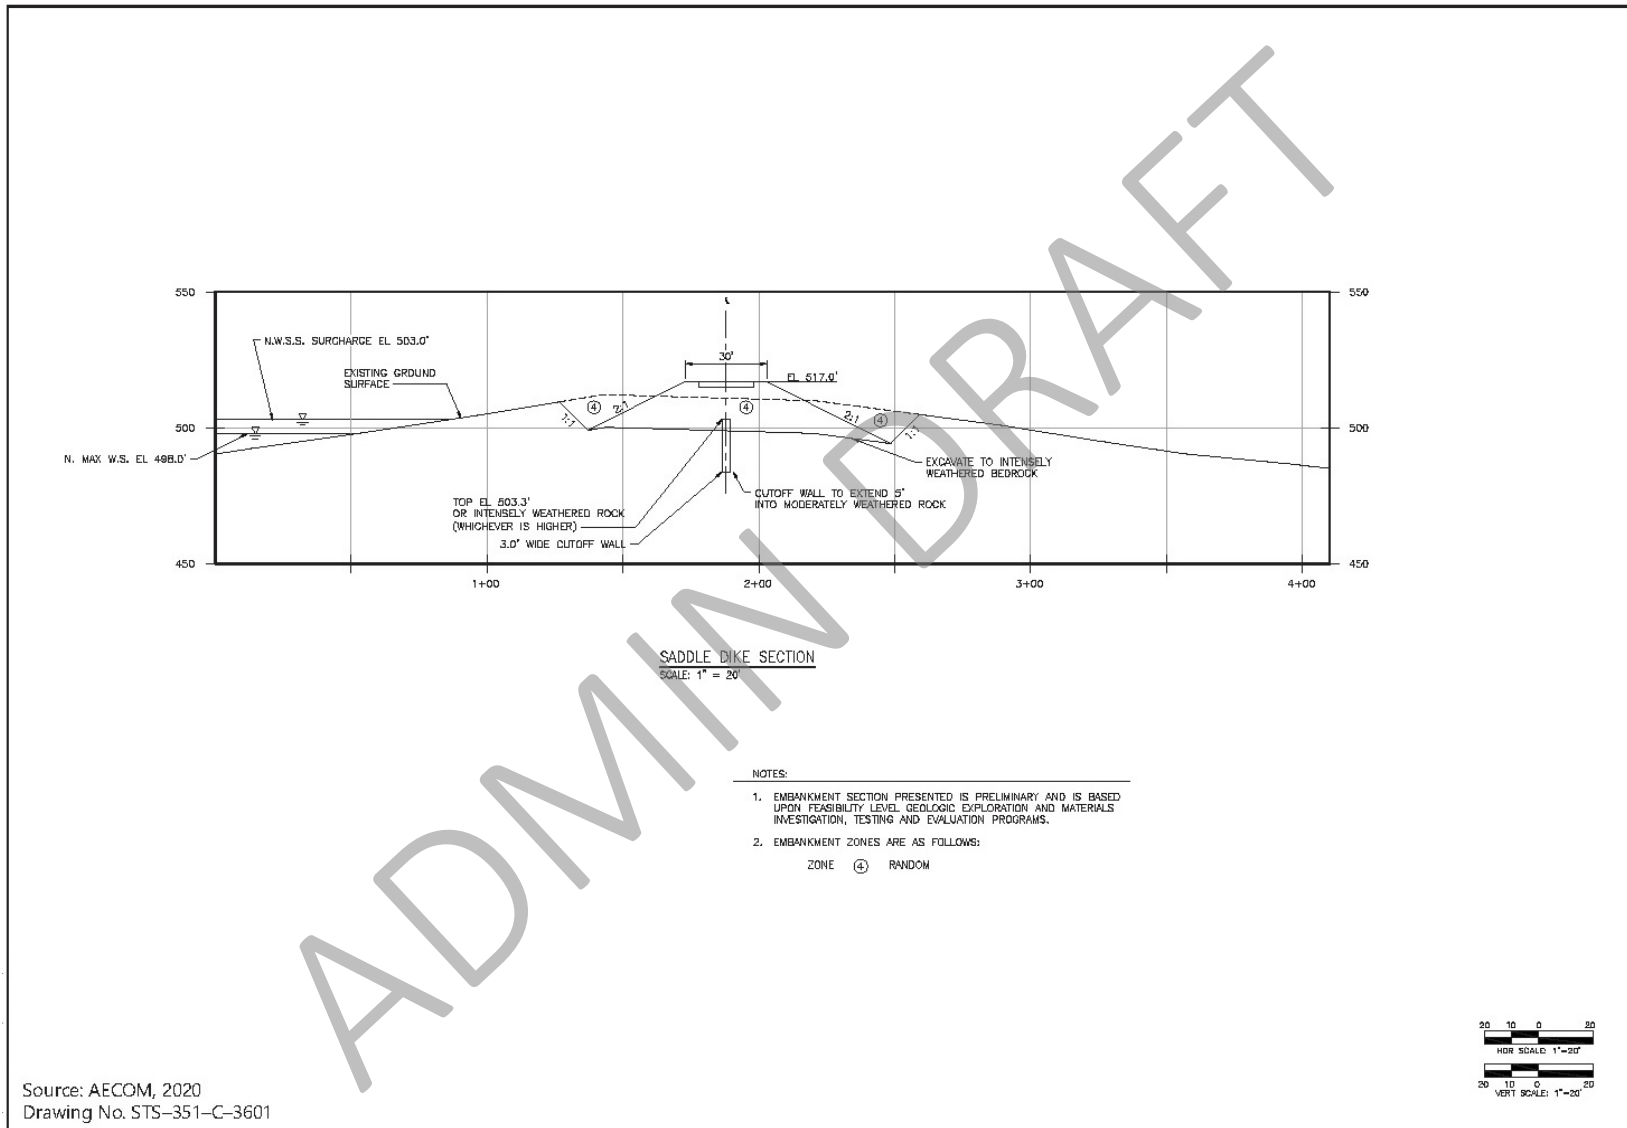 550
550
N.W.S.S. SURCHARGE EL 503.0'
EXISTING GROUND
SURFACE
30'
EL 517.0'
④
④
④
1:1
2:1
2:1
1:1
500
500
N. MAX W.S. EL 498.0'
EXCAVATE TO INTENSELY
WEATHERED BEDROCK
CUTOFF WALL TO EXTEND 5'
INTO MODERATELY WEATHERED ROCK
TOP EL 503.3'
OR INTENSELY WEATHERED ROCK
(WHICHEVER IS HIGHER)
3.0' WIDE CUTOFF WALL
450
450
1+00
2+00
3+00
4+00
SADDLE DIKE SECTION
SCALE: 1" = 20'
NOTES:
1. EMBANKMENT SECTION PRESENTED IS PRELIMINARY AND IS BASED
UPON FEASIBILITY LEVEL GEOLOGIC EXPLORATION AND MATERIALS
INVESTIGATION, TESTING AND EVALUATION PROGRAMS.
2. EMBANKMENT ZONES ARE AS FOLLOWS:
ZONE ④ RANDOM
ADMIN DRAFT
20 10 0 20
HOR SCALE: 1"=20'
20 10 0 20
VERT SCALE: 1"=20'
Source: AECOM, 2020
Drawing No. STS–351–C–3601